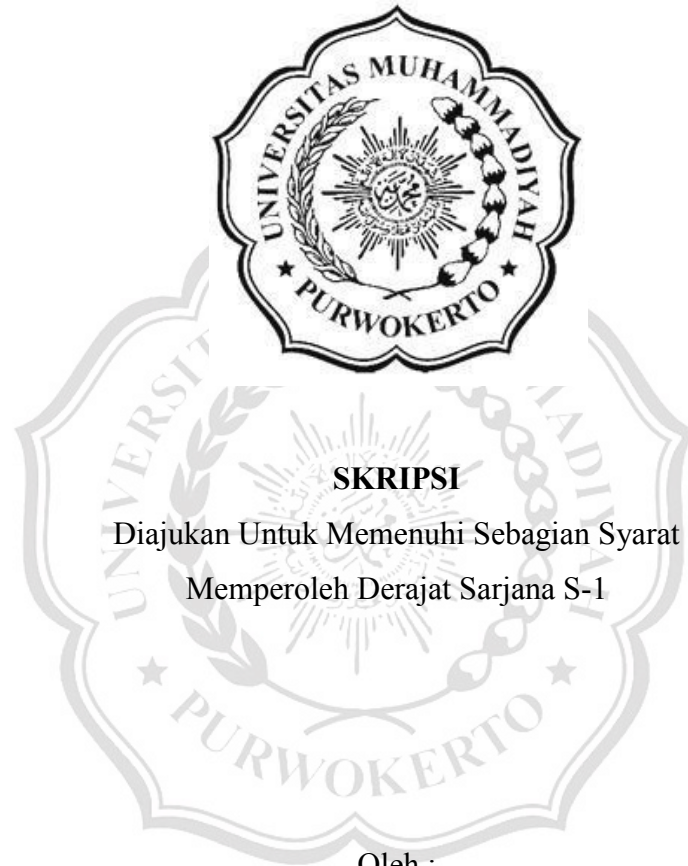 UNIVERSITAS MUHAMMADIYAH
PURWOKERTO
SKRIPSI
Diajukan Untuk Memenuhi Sebagian Syarat
Memperoleh Derajat Sarjana S-1
Oleh :